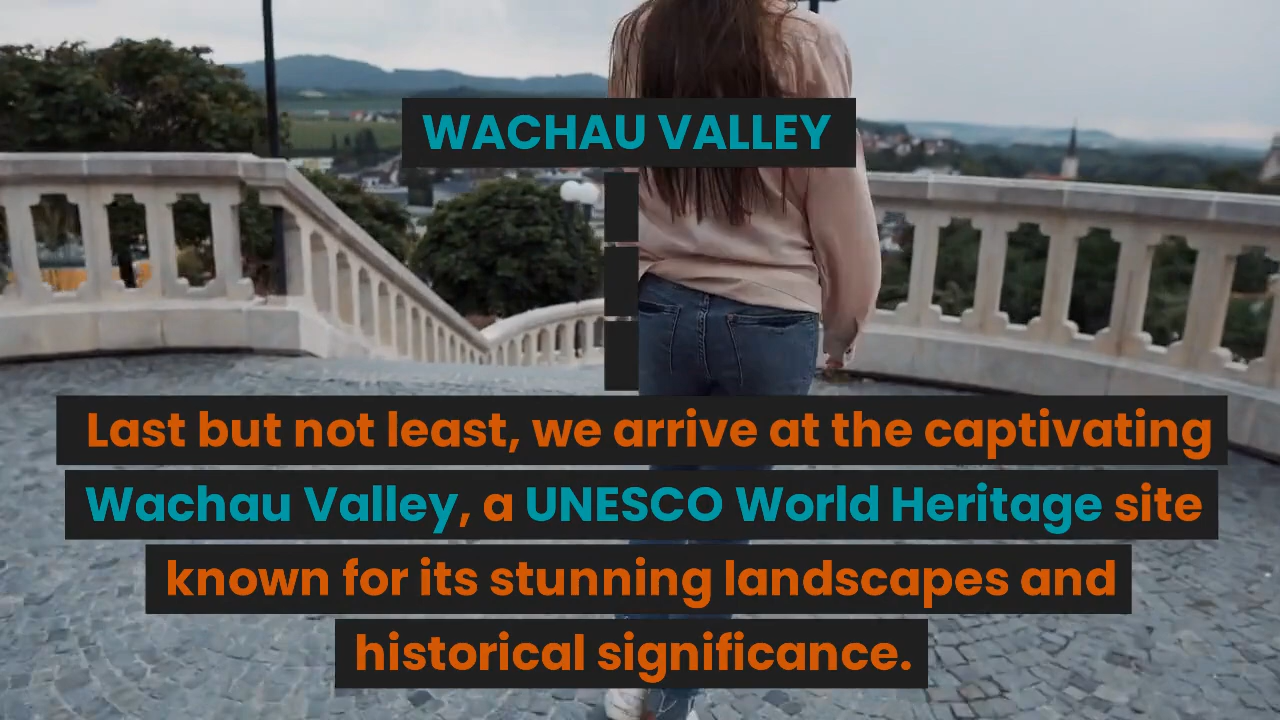 WACHAU VALLEY
Last but not least, we arrive at the captivating
Wachau Valley, a UNESCO World Heritage site
known for its stunning landscapes and
historical significance.